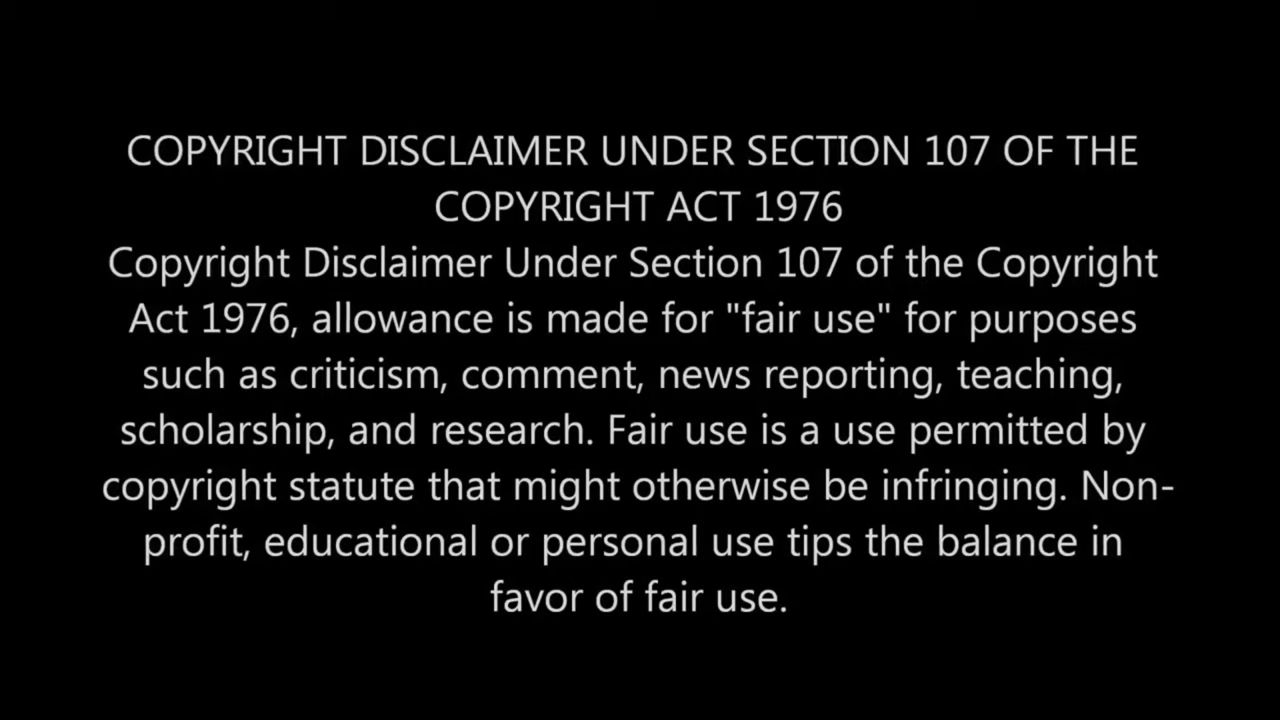 COPYRIGHT DISCLAIMER UNDER SECTION 107 OF THE
COPYRIGHT ACT 1976
Copyright Disclaimer Under Section 107 of the Copyright
Act 1976, allowance is made for "fair use" for purposes
such as criticism, comment, news reporting, teaching,
scholarship, and research. Fair use is a use permitted by
copyright statute that might otherwise be infringing. Non-
profit, educational or personal use tips the balance in
favor of fair use.